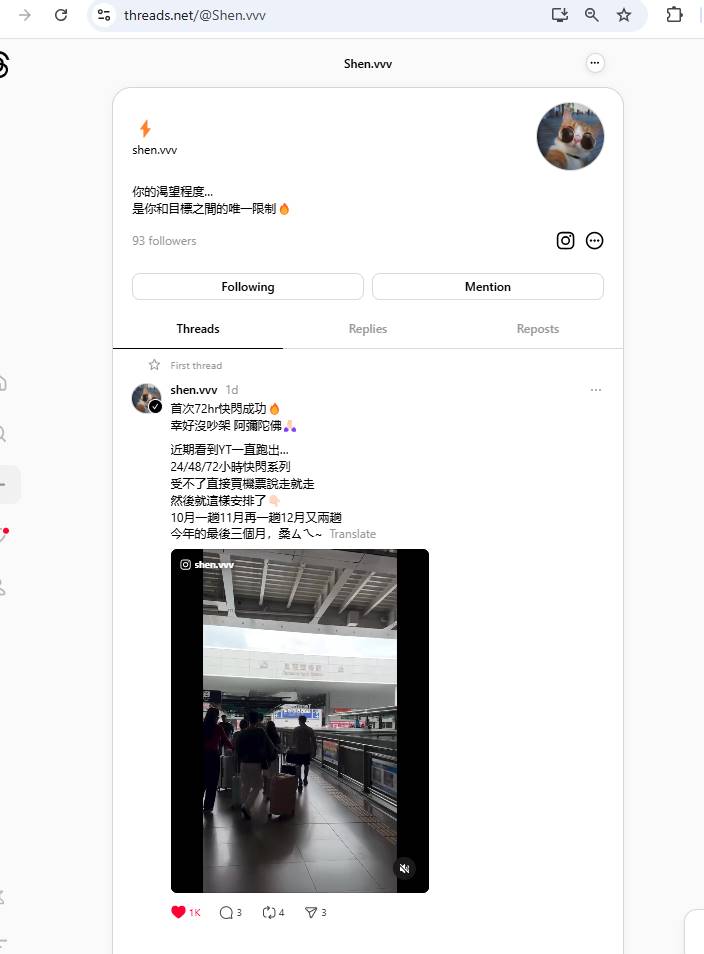 threads.net/@Shen.vvv
Shen.vvv
shen.vvv
你的渴望程度...
是你和目標之間的唯一限制🔥
93 followers
Following
Mention
Threads
Replies
Reposts
First thread
shen.vvv 1d
首次72hr快閃成功🔥
幸好沒吵架 阿彌陀佛🙏🏻
近期看到YT一直跑出...
24/48/72小時快閃系列
受不了直接買機票說走就走
然後就這樣安排了👇🏻
10月一趟11月再一趟12月又兩趟
今年的最後三個月，桑ㄙㄟ~ Translate
shen.vvv
1K 3 4 3